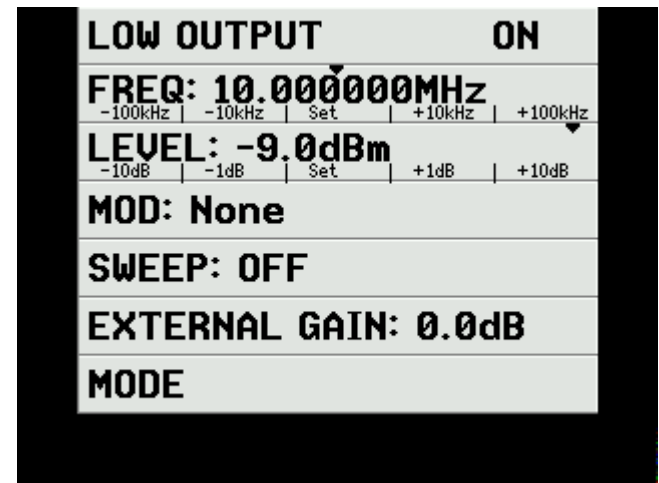 LOW OUTPUT ON
FREQ: 10.000000MHz
-100kHz | -10kHz | Set | +10kHz | +100kHz
LEVEL: -9.0dBm
-10dB | -1dB | Set | +1dB | +10dB
MOD: None
SWEEP: OFF
EXTERNAL GAIN: 0.0dB
MODE